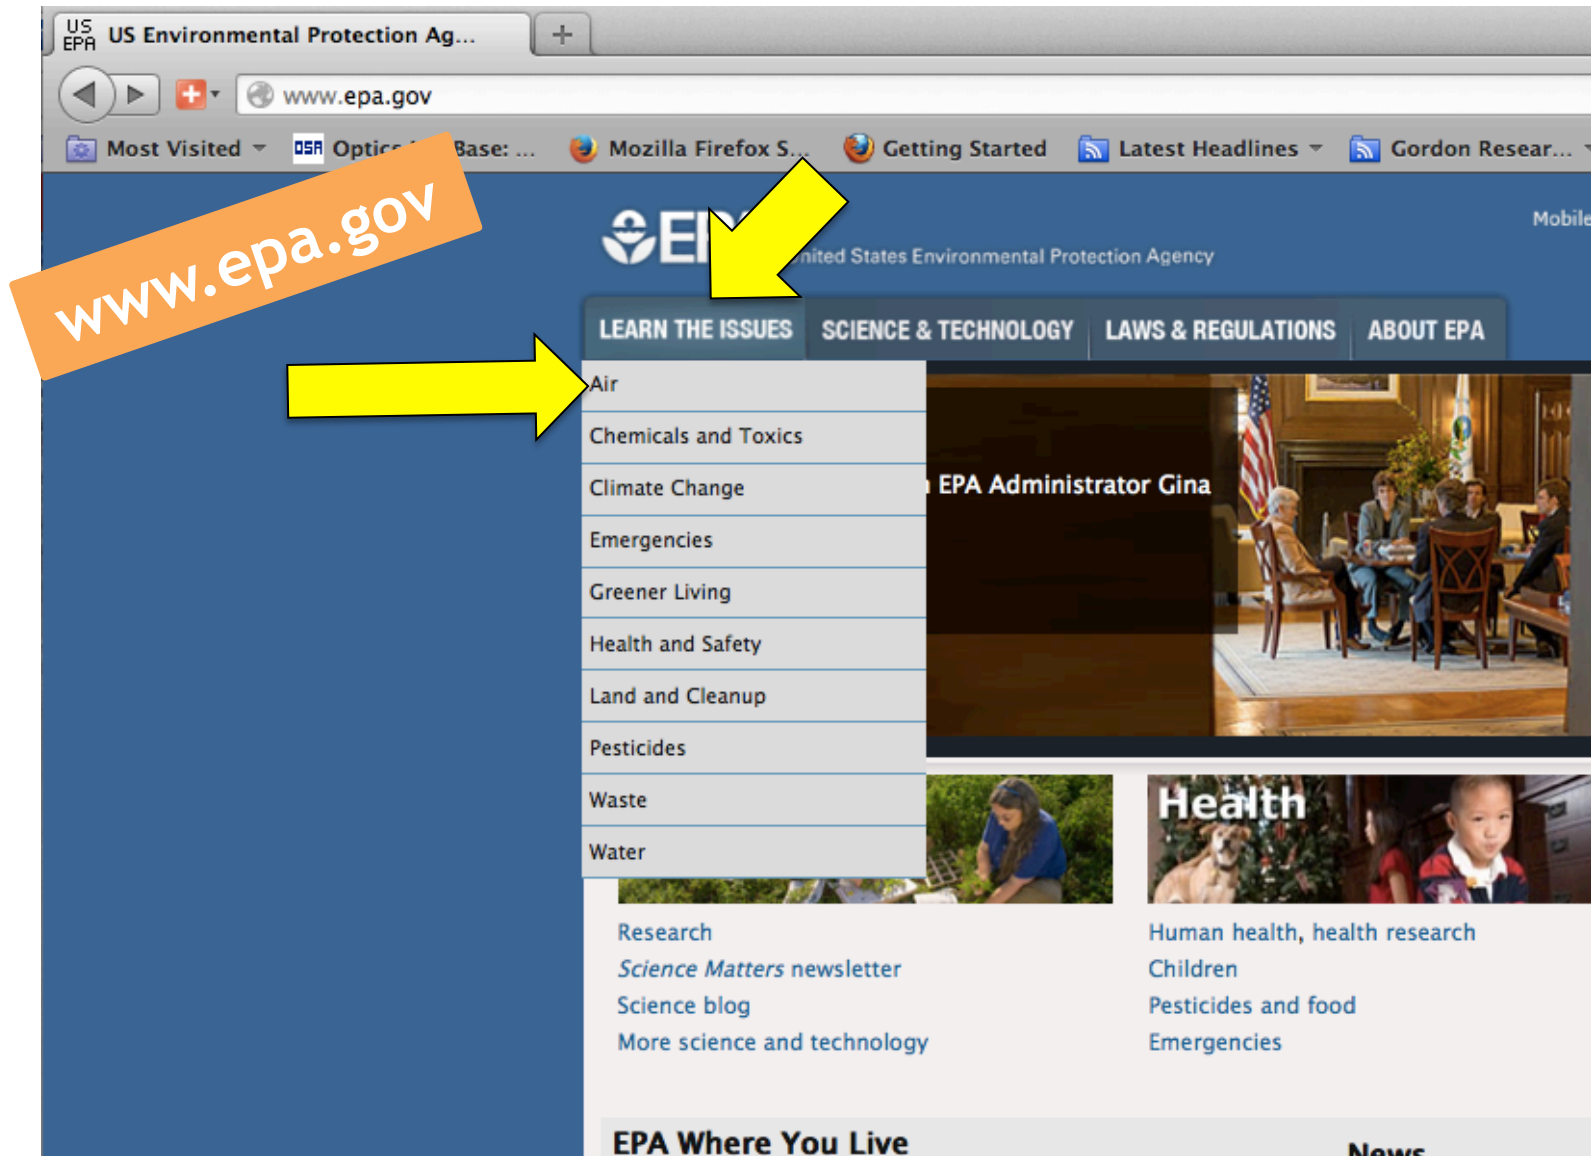 US
EPA
US Environmental Protection Ag...
www.epa.gov
Most Visited
OSA
Optics
Base: ...
Mozilla Firefox S...
Getting Started
Latest Headlines
Gordon Resear...
www.epa.gov
Mobile
United States Environmental Protection Agency
LEARN THE ISSUES
SCIENCE & TECHNOLOGY
LAWS & REGULATIONS
ABOUT EPA
Air
Chemicals and Toxics
Climate Change
EPA Administrator Gina
Emergencies
Greener Living
Health and Safety
Land and Cleanup
Pesticides
Waste
Water
Health
Research
Science Matters newsletter
Science blog
More science and technology
Human health, health research
Children
Pesticides and food
Emergencies
EPA Where You Live
News